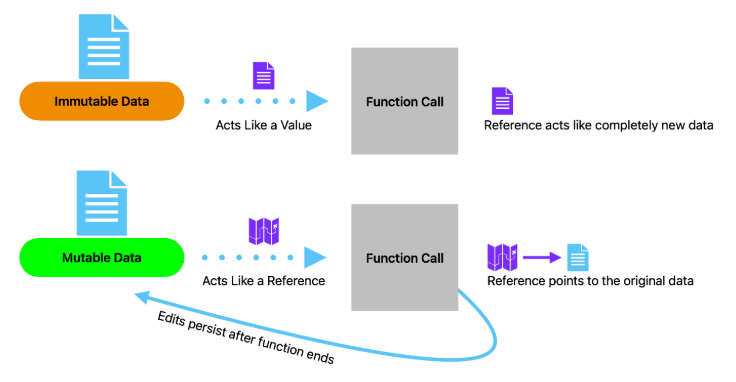 Immutable Data
Acts Like a Value
Function Call
Reference acts like completely new data
Mutable Data
Acts Like a Reference
Function Call
Reference points to the original data
Edits persist after function ends